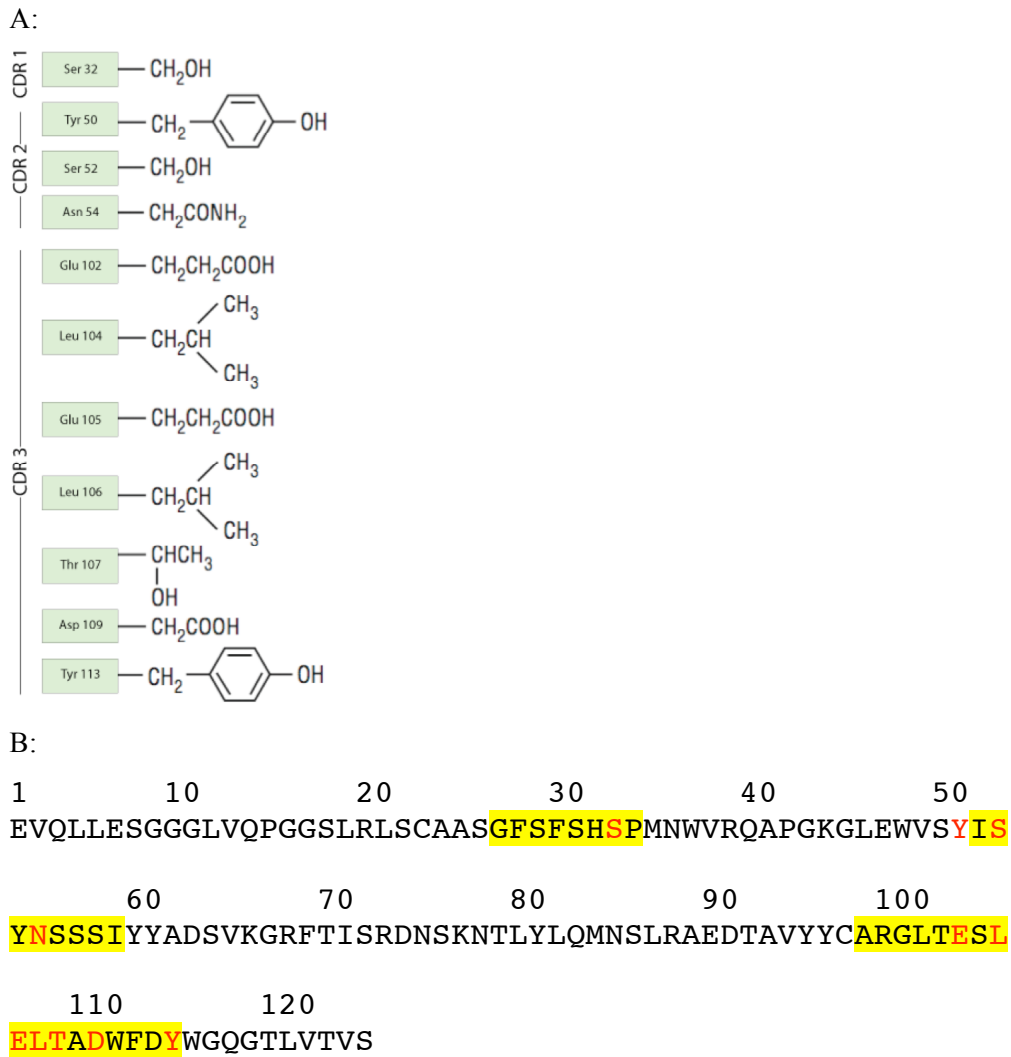 A:
CDR 1
Ser 32 CH2OH
CDR 2
Tyr 50 CH2 OH
Ser 52 CH2OH
Asn 54 CH2CONH2
CDR 3
Glu 102 CH2CH2COOH
CH3
Leu 104 CH2CH
CH3
Glu 105 CH2CH2COOH
CH3
Leu 106 CH2CH
CH3
Thr 107 CHCH3
OH
Asp 109 CH2COOH
Tyr 113 CH2 OH
B:
1 10 20 30 40 50
EVQLLESGGGLVQPGGSLRLSCAASGFSFSHSPMNWVRQAPGKGLEWVSYIS
60 70 80 90 100
YNSSSIYYADSVKGRFTISRDNSKNTLYLQMNSLRAEDTAVYYCARGLTESL
110 120
ELTADWFDYWGQGTLVTVS